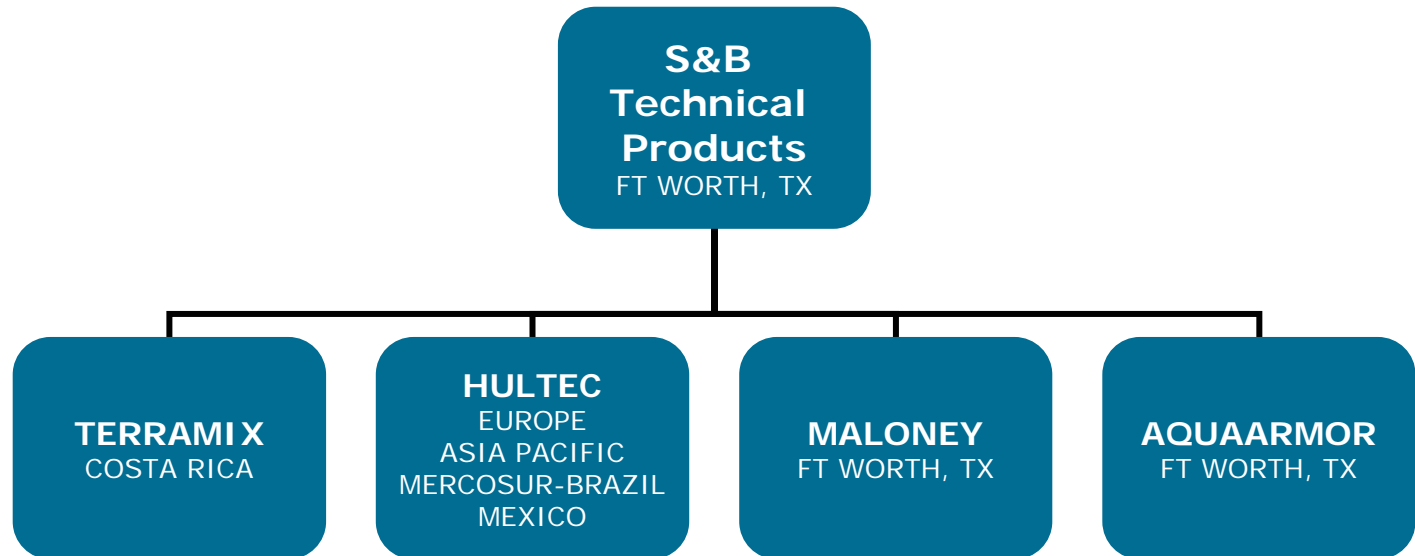 S&B
Technical
Products
FT WORTH, TX
TERRAMIX
COSTA RICA
HULTEC
EUROPE
ASIA PACIFIC
MERCOSUR-BRAZIL
MEXICO
MALONEY
FT WORTH, TX
AQUAARMOR
FT WORTH, TX